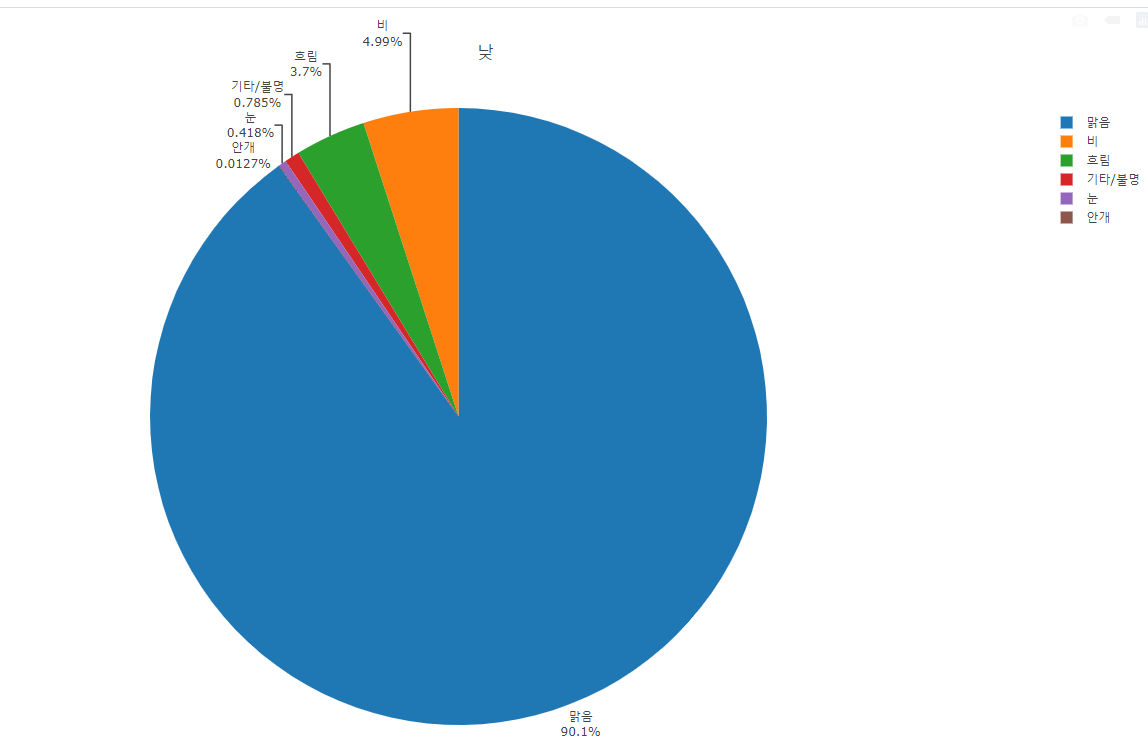 낮
비
4.99%
흐림
3.7%
기타/불명
0.785%
눈
0.418%
안개
0.0127%
맑음
90.1%
맑음
비
흐림
기타/불명
눈
안개